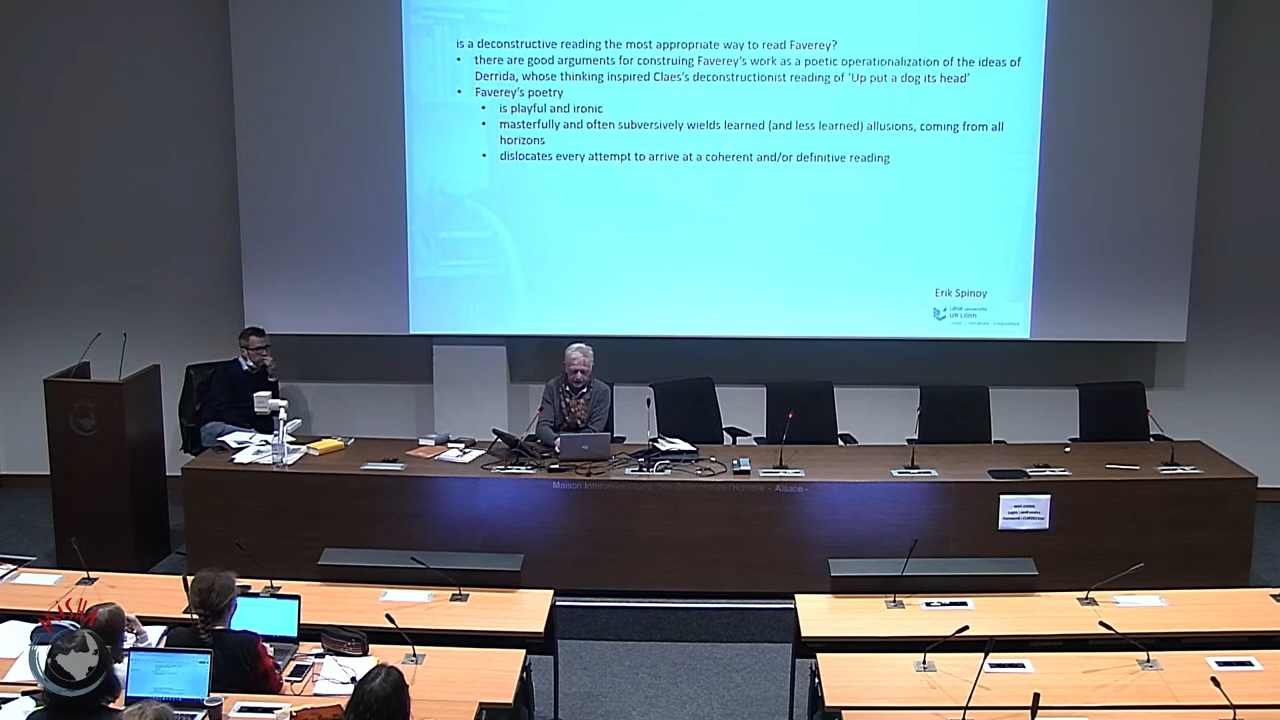 is a deconstructive reading the most appropriate way to read Faverey?
• there are good arguments for construing Faverey's work as a poetic operationalization of the ideas of
Derrida, whose thinking inspired Claes's deconstructionist reading of 'Up put a dog its head'
• Faverey's poetry
• is playful and ironic
• masterfully and often subversively wields learned (and less learned) allusions, coming from all
horizons
• dislocates every attempt to arrive at a coherent and/or definitive reading
Erik Spinoy
UR Lilith
Maison Interuniversitaire Des Sciences de l'Homme - Alsace -
MISHA